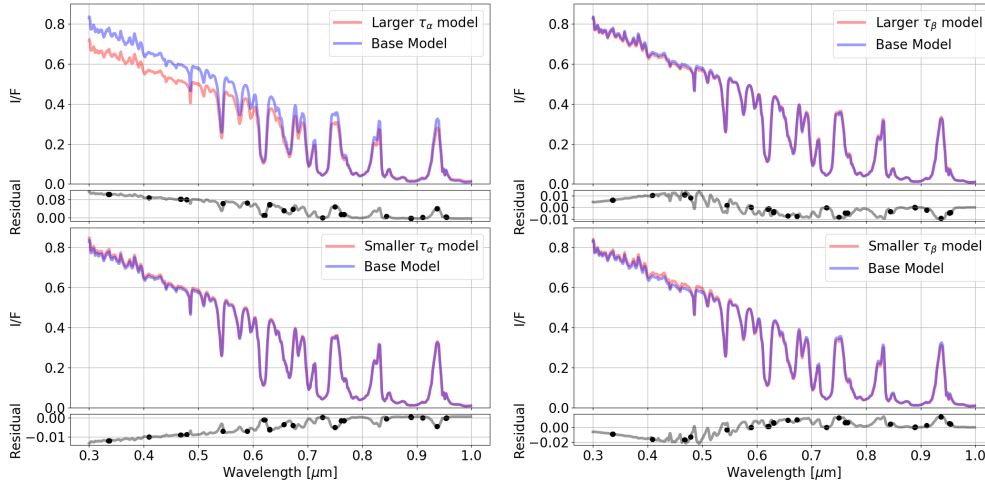 0.8
0.6
0.4
0.2
0.0
I/F
Larger τα model
Base Model
0.08
0.00
Residual
0.8
0.6
0.4
0.2
0.0
I/F
Larger τβ model
Base Model
0.01
−0.01
Residual
0.8
0.6
0.4
0.2
0.0
I/F
Smaller τα model
Base Model
0.00
−0.01
Residual
0.3 0.4 0.5 0.6 0.7 0.8 0.9 1.0
Wavelength [μm]
0.8
0.6
0.4
0.2
0.0
I/F
Smaller τβ model
Base Model
0.00
−0.02
Residual
0.3 0.4 0.5 0.6 0.7 0.8 0.9 1.0
Wavelength [μm]